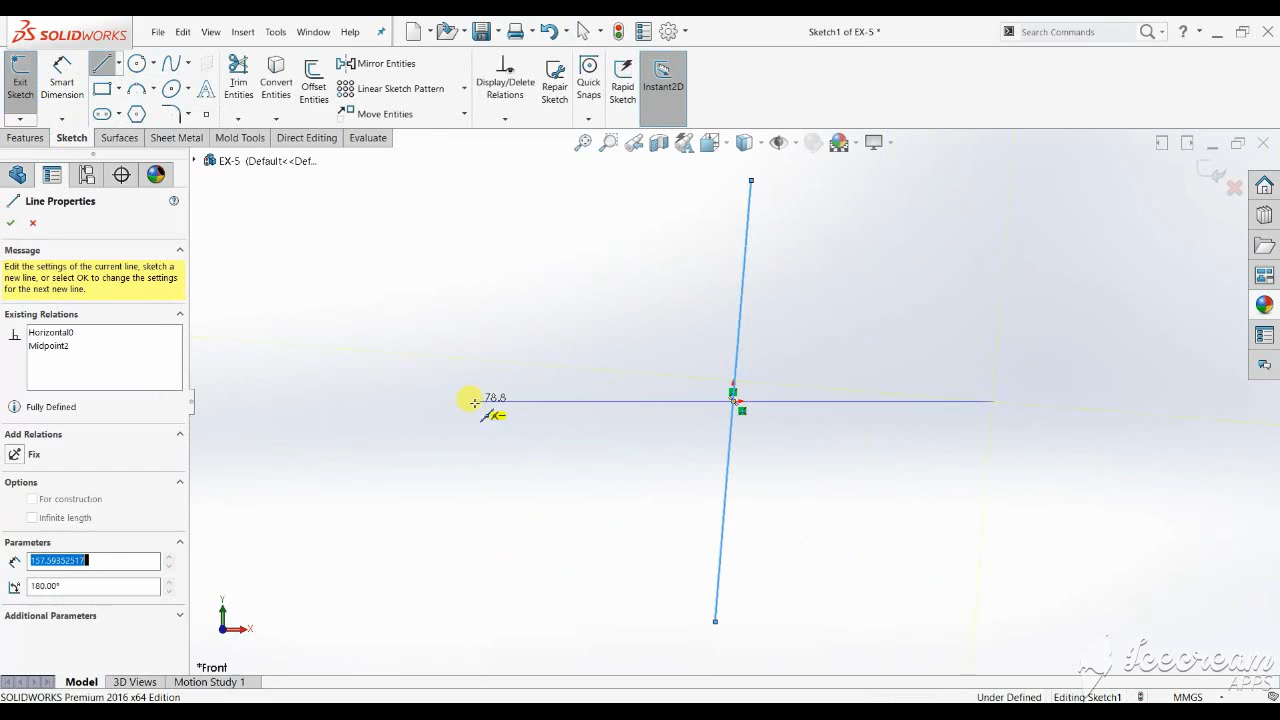 SOLIDWORKS
File Edit View Insert Tools Window Help
Sketch1 of EX-5 *
Search Commands
Exit Sketch
Smart Dimension
Trim Entities
Convert Entities
Offset Entities
Mirror Entities
Linear Sketch Pattern
Move Entities
Display/Delete Relations
Repair Sketch
Quick Snaps
Rapid Sketch
Instant2D
Features Sketch Surfaces Sheet Metal Mold Tools Direct Editing Evaluate
EX-5 (Default<<Def...
Line Properties
Message
Edit the settings of the current line, sketch a
new line, or select OK to change the settings
for the next new line.
Existing Relations
Horizontal0
Midpoint2
Fully Defined
Add Relations
Fix
Options
For construction
Infinite length
Parameters
157.59352517
180.00°
Additional Parameters
78.8
Y
X
*Front
Model 3D Views Motion Study 1
SOLIDWORKS Premium 2016 x64 Edition
Under Defined Editing Sketch1 MMGS
Icecream
APPS